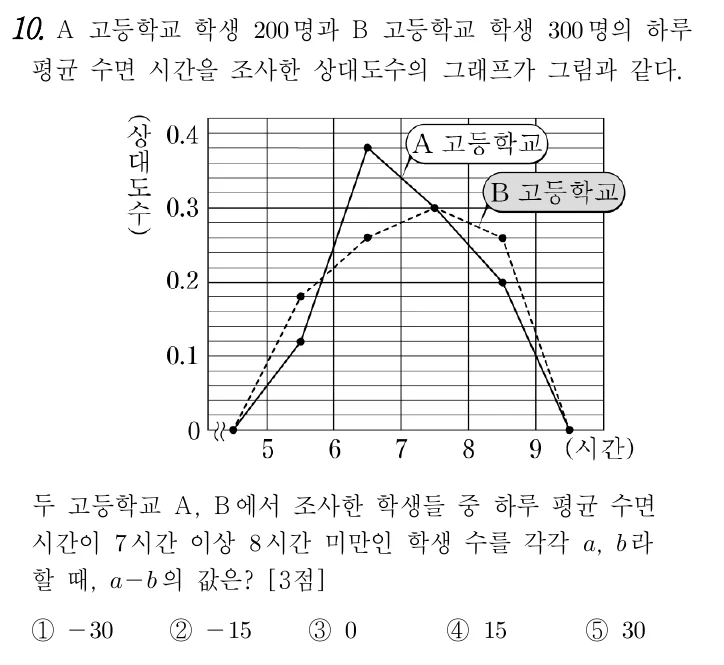 10. A 고등학교 학생 200명과 B 고등학교 학생 300명의 하루
평균 수면 시간을 조사한 상대도수의 그래프가 그림과 같다.
(상대도수)
0.4
0.3
0.2
0.1
0
A 고등학교
B 고등학교
5 6 7 8 9 (시간)
두 고등학교 A, B에서 조사한 학생들 중 하루 평균 수면
시간이 7시간 이상 8시간 미만인 학생 수를 각각 a, b라
할 때, a-b의 값은? [3점]
① -30 ② -15 ③ 0 ④ 15 ⑤ 30